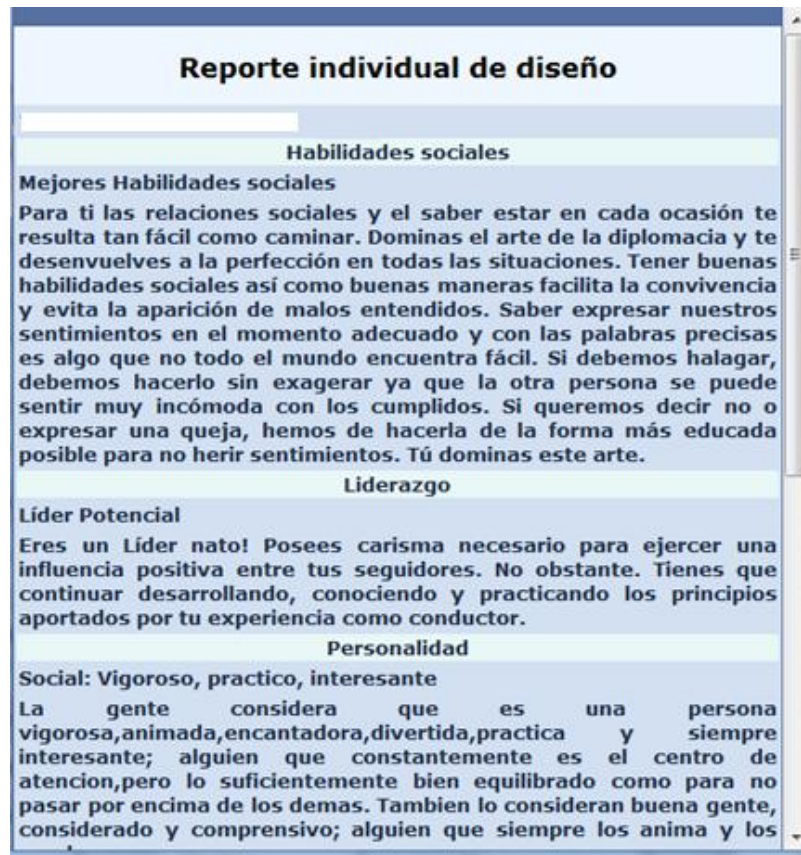 Reporte individual de diseño
Habilidades sociales
Mejores Habilidades sociales
Para ti las relaciones sociales y el saber estar en cada ocasión te
resulta tan fácil como caminar. Dominas el arte de la diplomacia y te
desenvuelves a la perfección en todas las situaciones. Tener buenas
habilidades sociales así como buenas maneras facilita la convivencia
y evita la aparición de malos entendidos. Saber expresar nuestros
sentimientos en el momento adecuado y con las palabras precisas
es algo que no todo el mundo encuentra fácil. Si debemos halagar,
debemos hacerlo sin exagerar ya que la otra persona se puede
sentir muy incómoda con los cumplidos. Si queremos decir no o
expresar una queja, hemos de hacerla de la forma más educada
posible para no herir sentimientos. Tú dominas este arte.
Liderazgo
Líder Potencial
Eres un Líder nato! Posees carisma necesario para ejercer una
influencia positiva entre tus seguidores. No obstante. Tienes que
continuar desarrollando, conociendo y practicando los principios
aportados por tu experiencia como conductor.
Personalidad
Social: Vigoroso, practico, interesante
La gente considera que es una persona
vigorosa,animada,encantadora,divertida,practica y siempre
interesante; alguien que constantemente es el centro de
atencion,pero lo suficientemente bien equilibrado como para no
pasar por encima de los demas. Tambien lo consideran buena gente,
considerado y comprensivo; alguien que siempre los anima y los